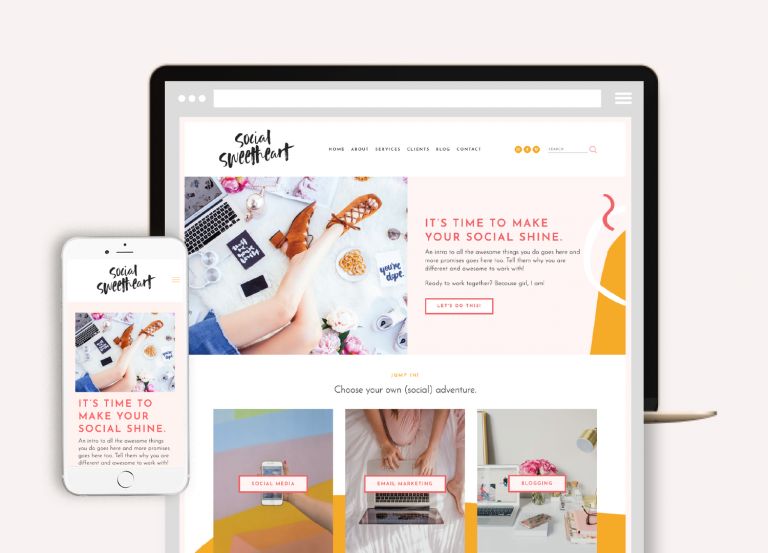 Social
Sweetheart
HOME ABOUT SERVICES CLIENTS BLOG CONTACT
SEARCH
you're
dope.
IT'S TIME TO MAKE
YOUR SOCIAL SHINE.
An intro to all the awesome things you do goes here and
more promises goes here too. Tell them why you are
different and awesome to work with!
Ready to work together? Because girl, I am!
LET'S DO THIS!
JUMP IN!
Choose your own (social) adventure.
SOCIAL MEDIA
EMAIL MARKETING
BLOGGING
Social
Sweetheart
IT'S TIME TO
MAKE YOUR
SOCIAL SHINE.
An intro to all the awesome things
you do goes here and more promises
goes here too. Tell them why you are
different and awesome to work with!